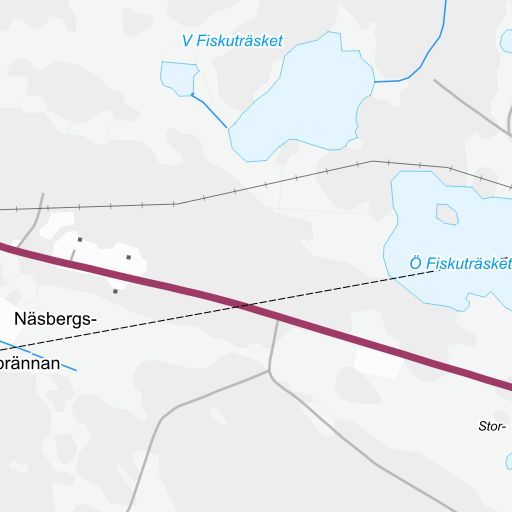 V Fiskuträsket
Ö Fiskuträsket
Näsbergs-
brännan
Stor-